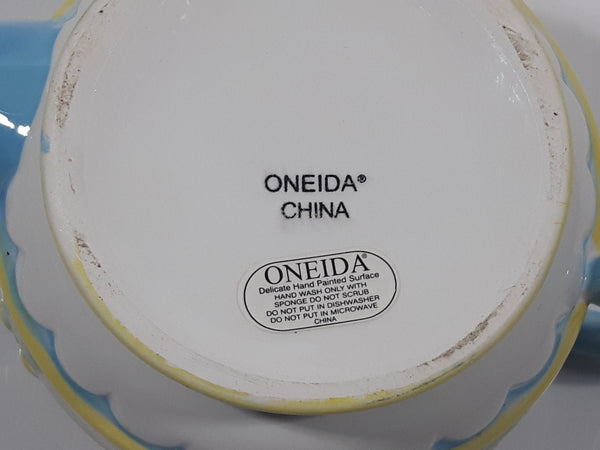 ONEIDA®
CHINA
ONEIDA®
Delicate Hand Painted Surface
HAND WASH ONLY WITH
SPONGE DO NOT SCRUB
DO NOT PUT IN DISHWASHER
DO NOT PUT IN MICROWAVE
CHINA